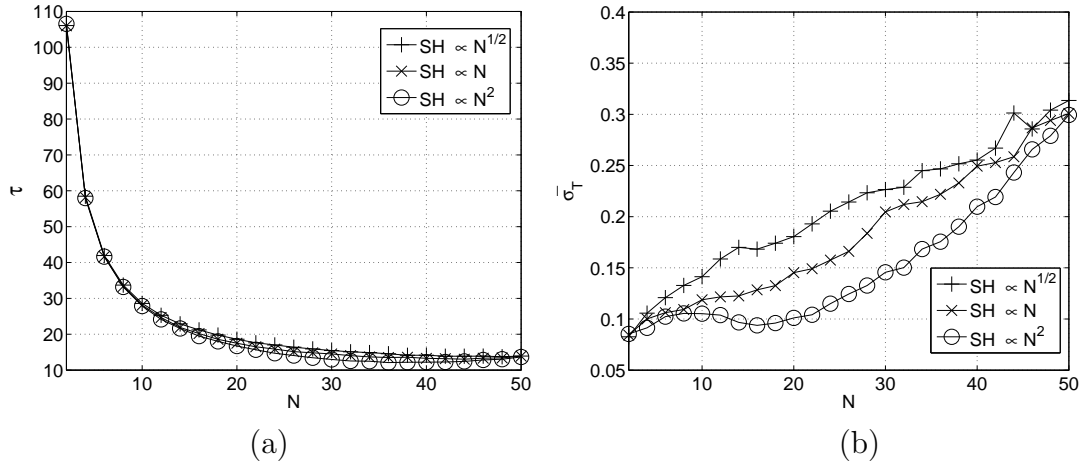 110
100
90
80
70
60
50
40
30
20
10
τ
10 20 30 40 50
N
SH ∝ N^{1/2}
SH ∝ N
SH ∝ N^2
(a)
0.4
0.35
0.3
0.25
0.2
0.15
0.1
0.05
σ̄_T
10 20 30 40 50
N
SH ∝ N^{1/2}
SH ∝ N
SH ∝ N^2
(b)